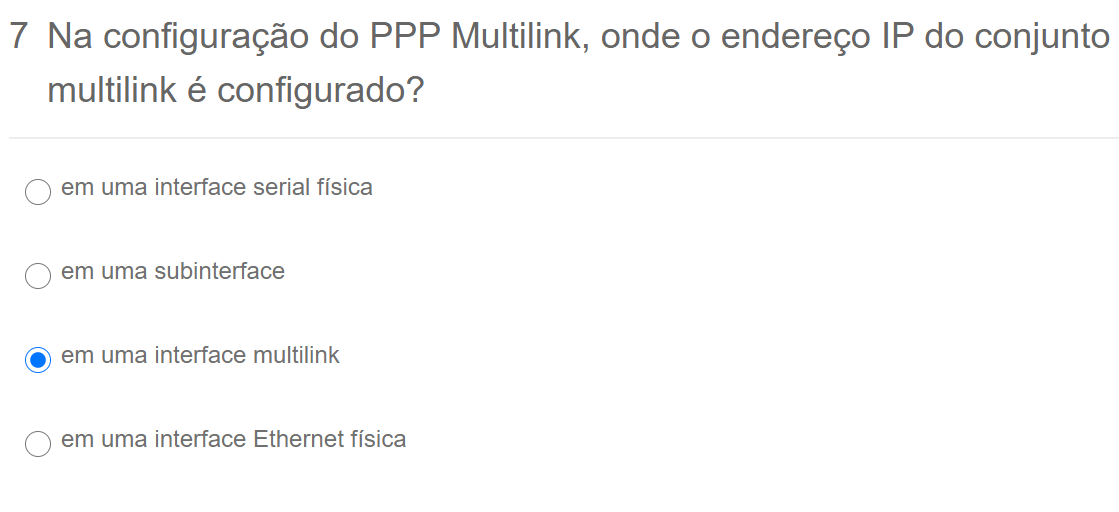 7 Na configuração do PPP Multilink, onde o endereço IP do conjunto
multilink é configurado?
em uma interface serial física
em uma subinterface
em uma interface multilink
em uma interface Ethernet física